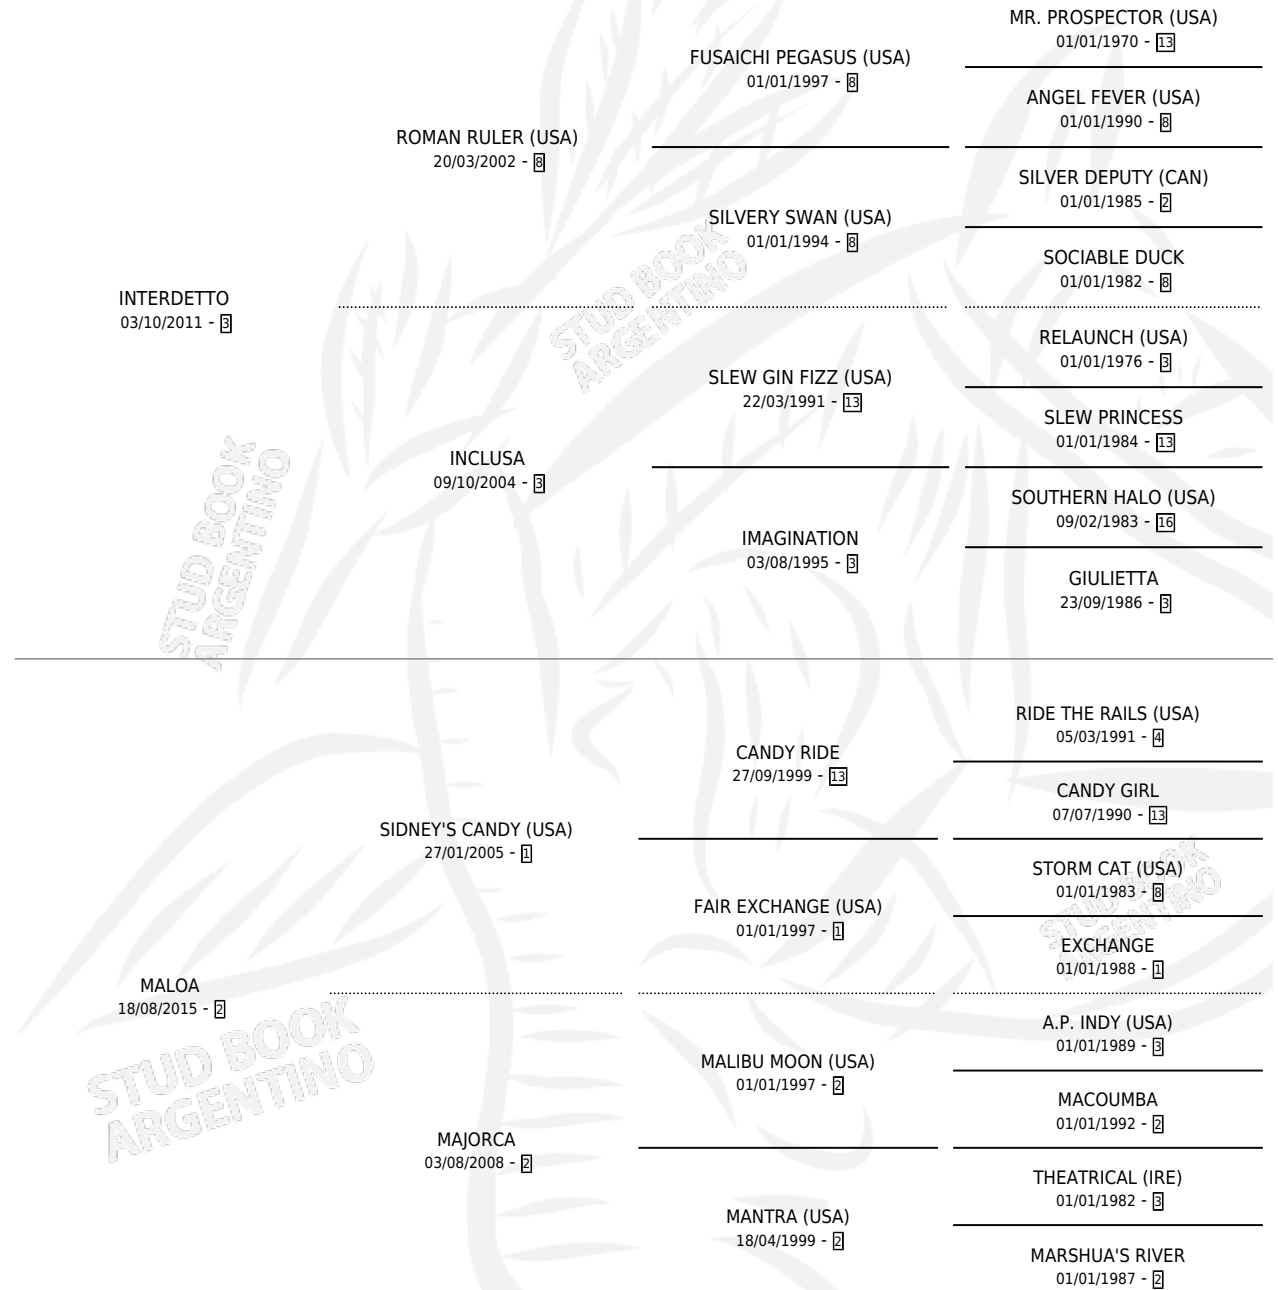 MR. PROSPECTOR (USA)
01/01/1970 - 13
FUSAICHI PEGASUS (USA)
01/01/1997 - 8
ANGEL FEVER (USA)
01/01/1990 - 8
ROMAN RULER (USA)
20/03/2002 - 8
SILVER DEPUTY (CAN)
01/01/1985 - 2
SILVERY SWAN (USA)
01/01/1994 - 8
SOCIABLE DUCK
01/01/1982 - 8
STUD BOOK
ARGENTINO
INTERDETTO
03/10/2011 - 3
RELAUNCH (USA)
01/01/1976 - 3
SLEW GIN FIZZ (USA)
22/03/1991 - 13
SLEW PRINCESS
01/01/1984 - 13
INCLUSA
09/10/2004 - 3
SOUTHERN HALO (USA)
09/02/1983 - 16
IMAGINATION
03/08/1995 - 3
GIULIETTA
23/09/1986 - 3
STUD BOOK
ARGENTINO
RIDE THE RAILS (USA)
05/03/1991 - 4
CANDY RIDE
27/09/1999 - 13
CANDY GIRL
07/07/1990 - 13
SIDNEY'S CANDY (USA)
27/01/2005 - 1
STORM CAT (USA)
01/01/1983 - 8
FAIR EXCHANGE (USA)
01/01/1997 - 1
EXCHANGE
01/01/1988 - 1
STUD BOOK
ARGENTINO
MALOA
18/08/2015 - 2
A.P. INDY (USA)
01/01/1989 - 3
MALIBU MOON (USA)
01/01/1997 - 2
MACOUMBA
01/01/1992 - 2
STUD BOOK
ARGENTINO
MAJORCA
03/08/2008 - 2
THEATRICAL (IRE)
01/01/1982 - 3
MANTRA (USA)
18/04/1999 - 2
MARSHUA'S RIVER
01/01/1987 - 2